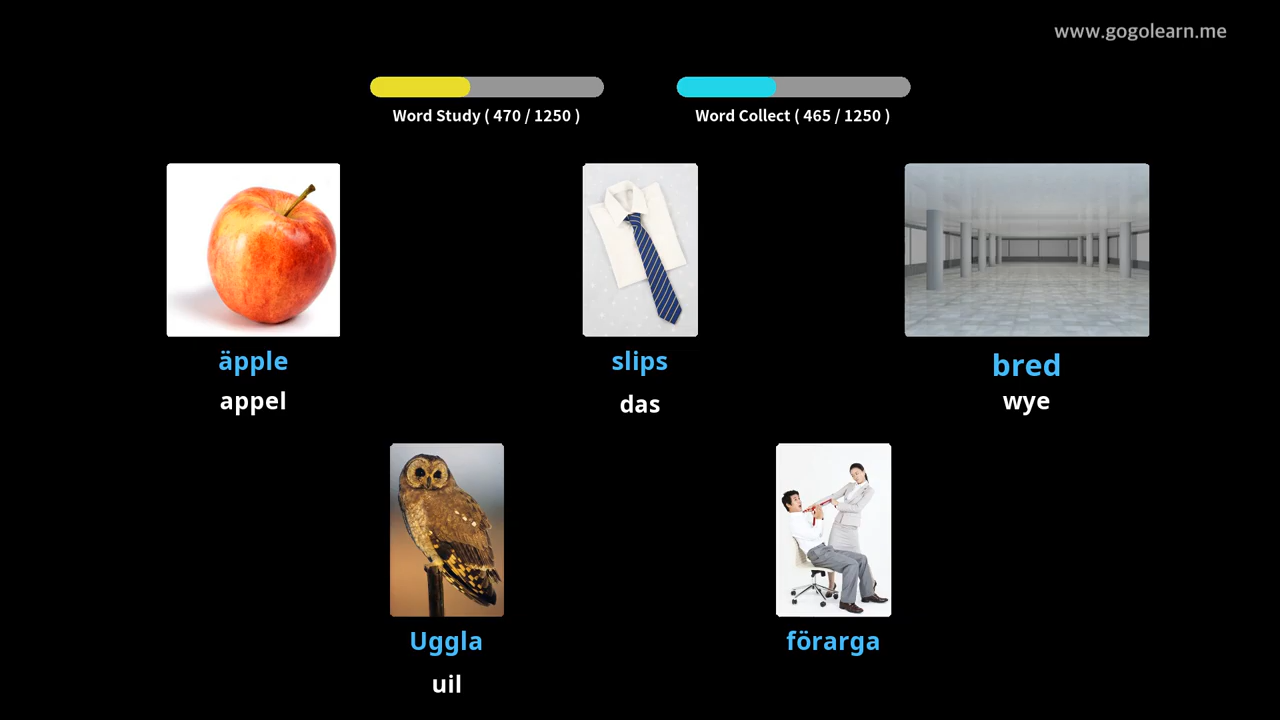 www.gogolearn.me
Word Study ( 470 / 1250 )
Word Collect ( 465 / 1250 )
äpple
appel
slips
das
bred
wye
Uggla
uil
förarga